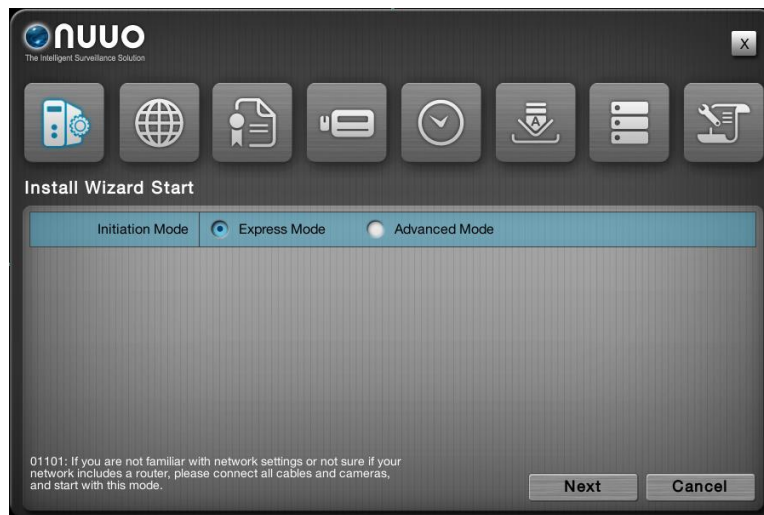 nuuo
The Intelligent Surveillance Solution
X
A
Install Wizard Start
Initiation Mode Express Mode Advanced Mode
01101: If you are not familiar with network settings or not sure if your
network includes a router, please connect all cables and cameras,
and start with this mode.
Next Cancel